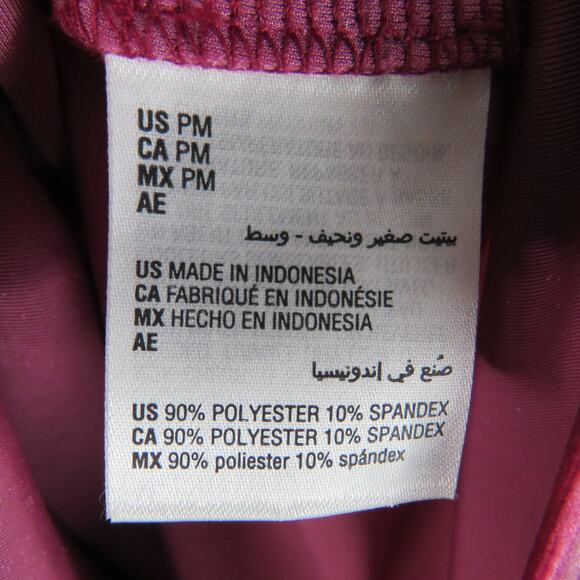 US PM
CA PM
MX PM
AE
بيتيت صغير ونحيف - وسط
US MADE IN INDONESIA
CA FABRIQUÉ EN INDONÉSIE
MX HECHO EN INDONESIA
AE
صُنع في إندونيسيا
US 90% POLYESTER 10% SPANDEX
CA 90% POLYESTER 10% SPANDEX
MX 90% poliester 10% spándex